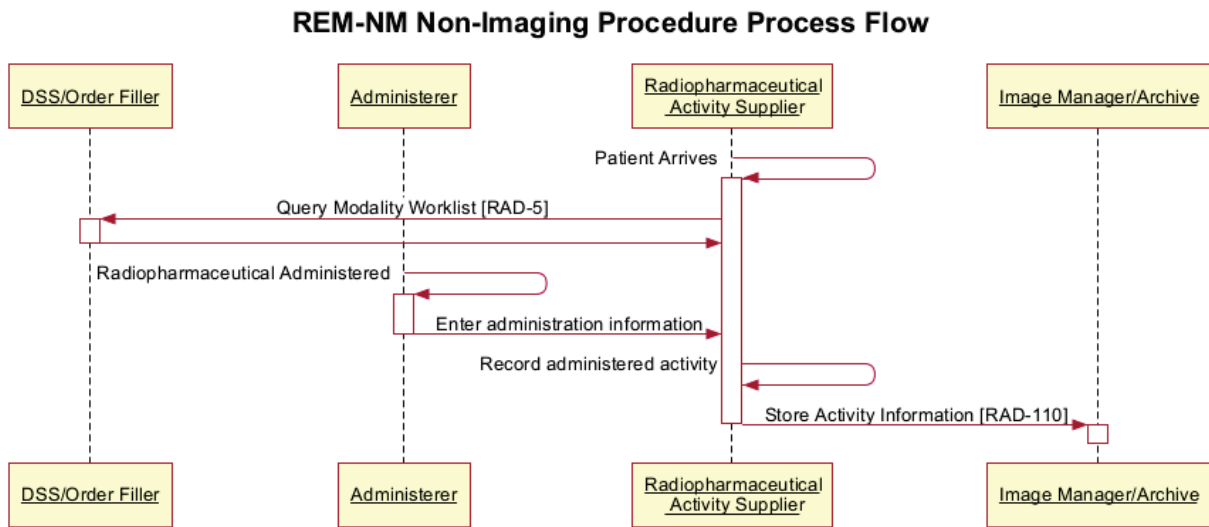 REM-NM Non-Imaging Procedure Process Flow
DSS/Order Filler
Administerer
Radiopharmaceutical
Activity Supplier
Image Manager/Archive
Patient Arrives
Query Modality Worklist [RAD-5]
Radiopharmaceutical Administered
Enter administration information
Record administered activity
Store Activity Information [RAD-110]
DSS/Order Filler
Administerer
Radiopharmaceutical
Activity Supplier
Image Manager/Archive